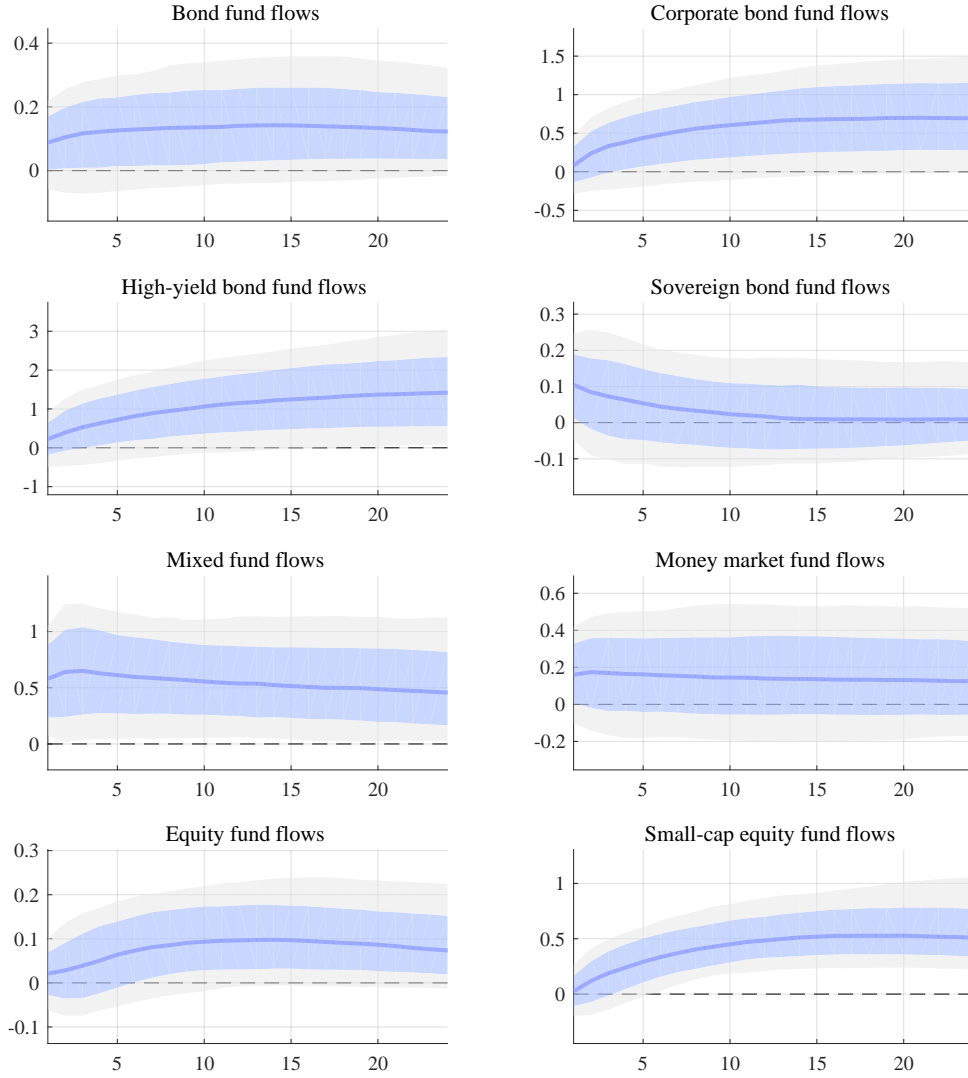 Bond fund flows
0.4
0.2
0
5 10 15 20
Corporate bond fund flows
1.5
1
0.5
0
-0.5
5 10 15 20
High-yield bond fund flows
3
2
1
0
-1
5 10 15 20
Sovereign bond fund flows
0.3
0.2
0.1
0
-0.1
5 10 15 20
Mixed fund flows
1
0.5
0
5 10 15 20
Money market fund flows
0.6
0.4
0.2
0
-0.2
5 10 15 20
Equity fund flows
0.3
0.2
0.1
0
-0.1
5 10 15 20
Small-cap equity fund flows
1
0.5
0
5 10 15 20